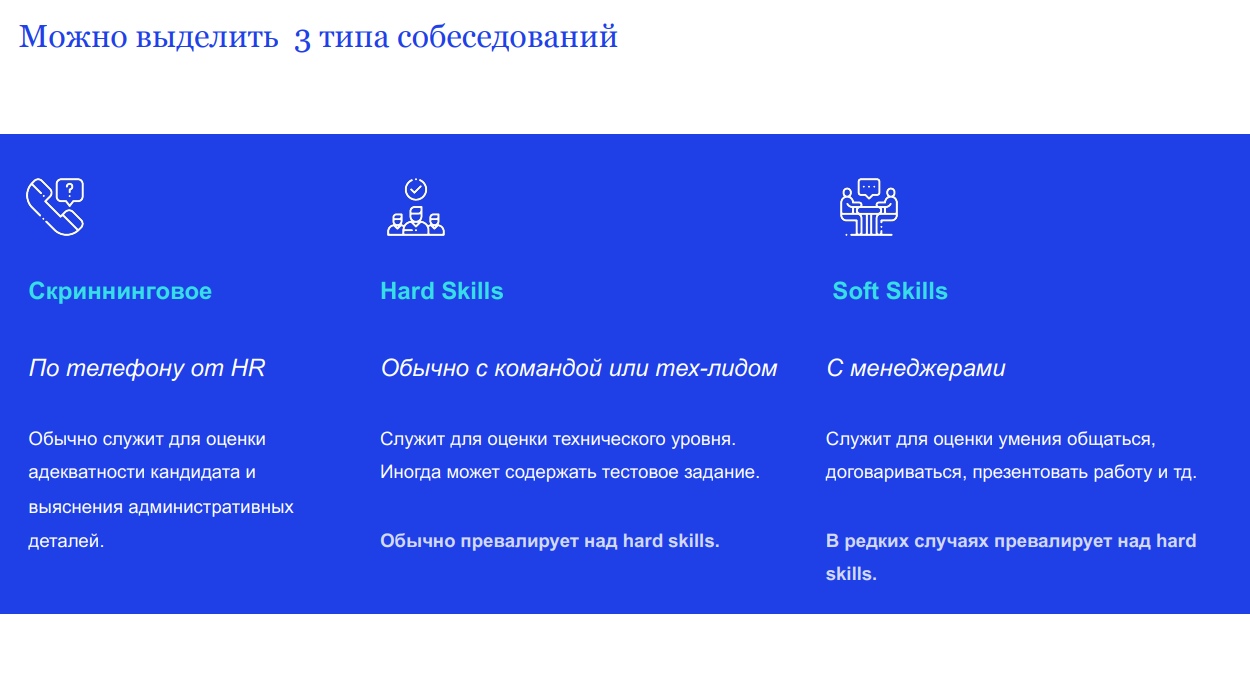 Можно выделить 3 типа собеседований
?
Скриннинговое
По телефону от HR
Обычно служит для оценки
адекватности кандидата и
выяснения административных
деталей.
Hard Skills
Обычно с командой или тех-лидом
Служит для оценки технического уровня.
Иногда может содержать тестовое задание.
Обычно превалирует над hard skills.
Soft Skills
С менеджерами
Служит для оценки умения общаться,
договариваться, презентовать работу и тд.
В редких случаях превалирует над hard
skills.